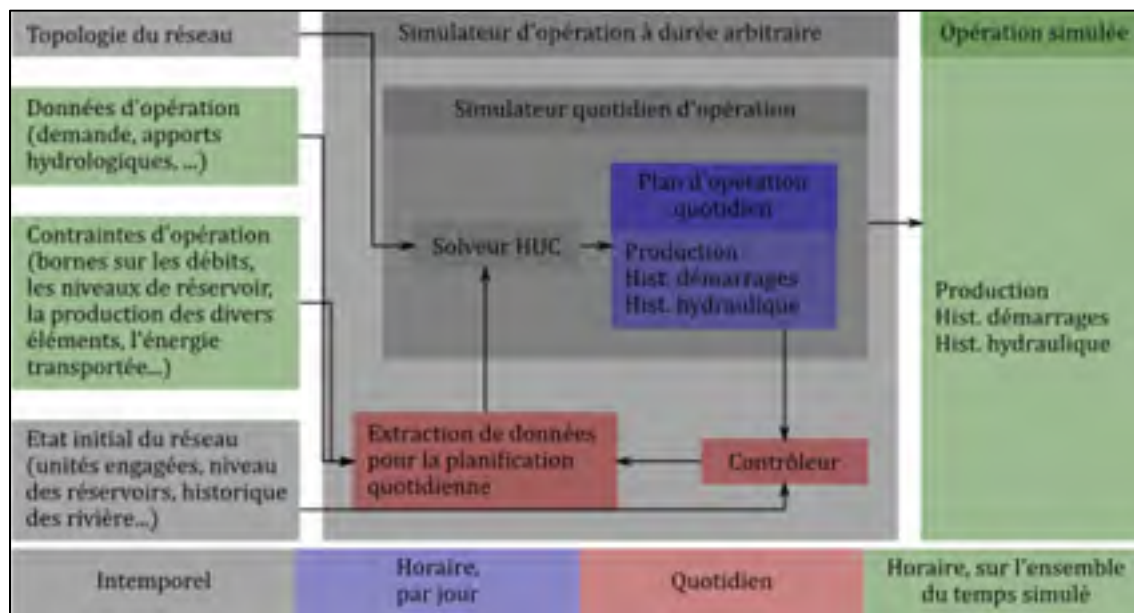 Topologie du réseau
Données d'opération
(demande, apports
hydrologiques, ...)
Contraintes d'opération
(bornes sur les débits,
les niveaux de réservoir,
la production des divers
éléments, l'énergie
transportée...)
Etat initial du réseau
(unités engagées, niveau
des réservoirs, historique
des rivière...)
Simulateur d'opération à durée arbitraire
Simulateur quotidien d'opération
Solveur HUC
Plan d'opération
quotidien
Production
Hist. démarrages
Hist. hydraulique
Extraction de données
pour la planification
quotidienne
Contrôleur
Opération simulée
Production
Hist. démarrages
Hist. hydraulique
Intemporel
Horaire,
par jour
Quotidien
Horaire, sur l'ensemble
du temps simulé